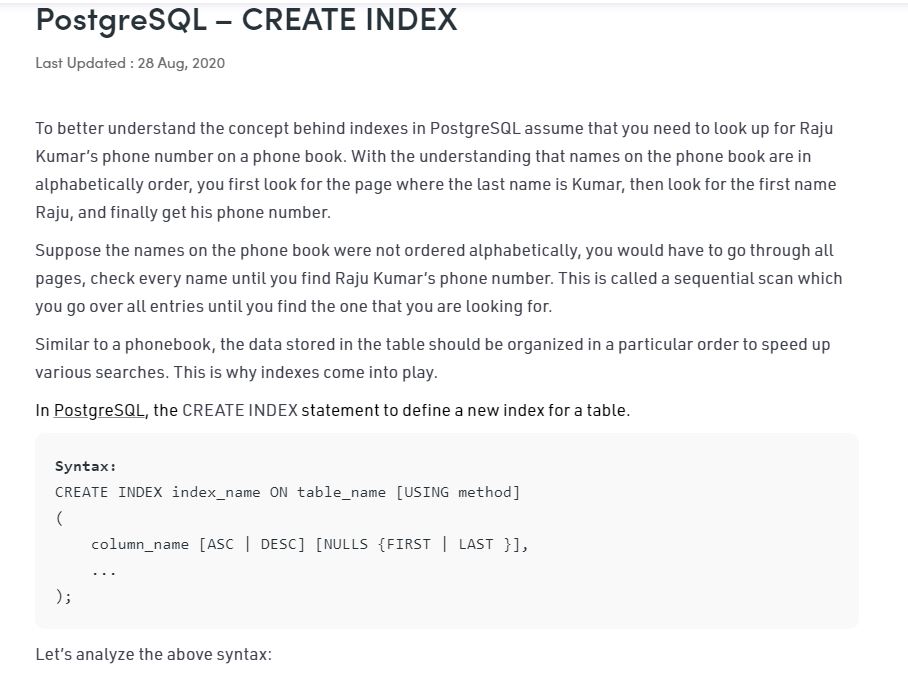 PostgreSQL – CREATE INDEX
Last Updated : 28 Aug, 2020
To better understand the concept behind indexes in PostgreSQL assume that you need to look up for Raju
Kumar’s phone number on a phone book. With the understanding that names on the phone book are in
alphabetically order, you first look for the page where the last name is Kumar, then look for the first name
Raju, and finally get his phone number.
Suppose the names on the phone book were not ordered alphabetically, you would have to go through all
pages, check every name until you find Raju Kumar’s phone number. This is called a sequential scan which
you go over all entries until you find the one that you are looking for.
Similar to a phonebook, the data stored in the table should be organized in a particular order to speed up
various searches. This is why indexes come into play.
In PostgreSQL, the CREATE INDEX statement to define a new index for a table.
Syntax:
CREATE INDEX index_name ON table_name [USING method]
(
    column_name [ASC | DESC] [NULLS {FIRST | LAST }],
    ...
);
Let’s analyze the above syntax: